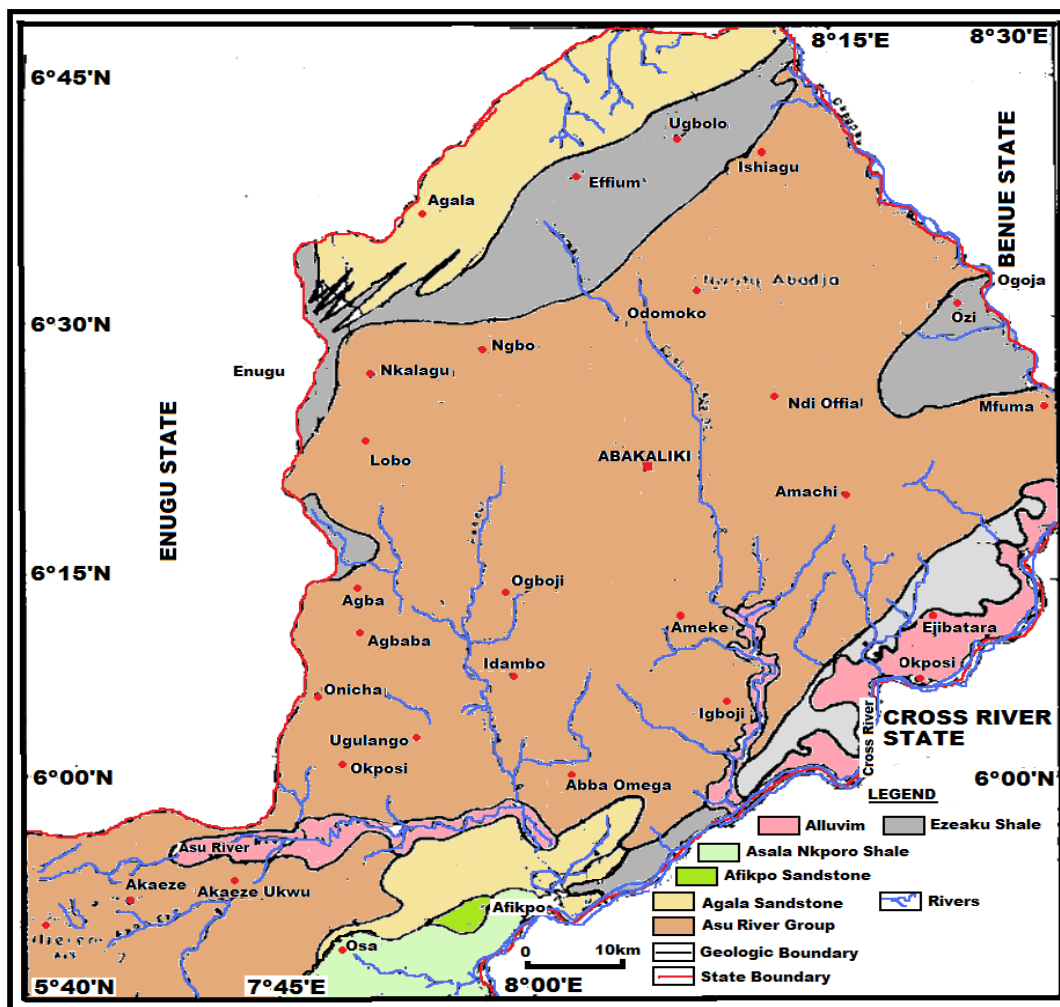 8°15'E
8°30'E
6°45'N
Ugbolo
Ishiagu
Effium
Agala
BENUE STATE
Ogoja
Abadja
Ozi
6°30'N
Odomoko
Ngbo
Enugu
Nkalagu
Ndi Offia
Mfuma
ENUGU STATE
Lobo
ABAKALIKI
Amachi
6°15'N
Agba
Ogboji
Ameke
Ejibatara
Agbaba
Idambo
Okposi
Onicha
Igboji
Cross River
CROSS RIVER
STATE
Ugulango
Okposi
6°00'N
Abba Omega
6°00'N
LEGEND
Alluvim
Ezeaku Shale
Asu River
Asala Nkporo Shale
Akaeze
Akaeze Ukwu
Afikpo Sandstone
Afikpo
Agala Sandstone
Rivers
Asu River Group
Osa
Geologic Boundary
0 10km
State Boundary
5°40'N
7°45'E
8°00'E